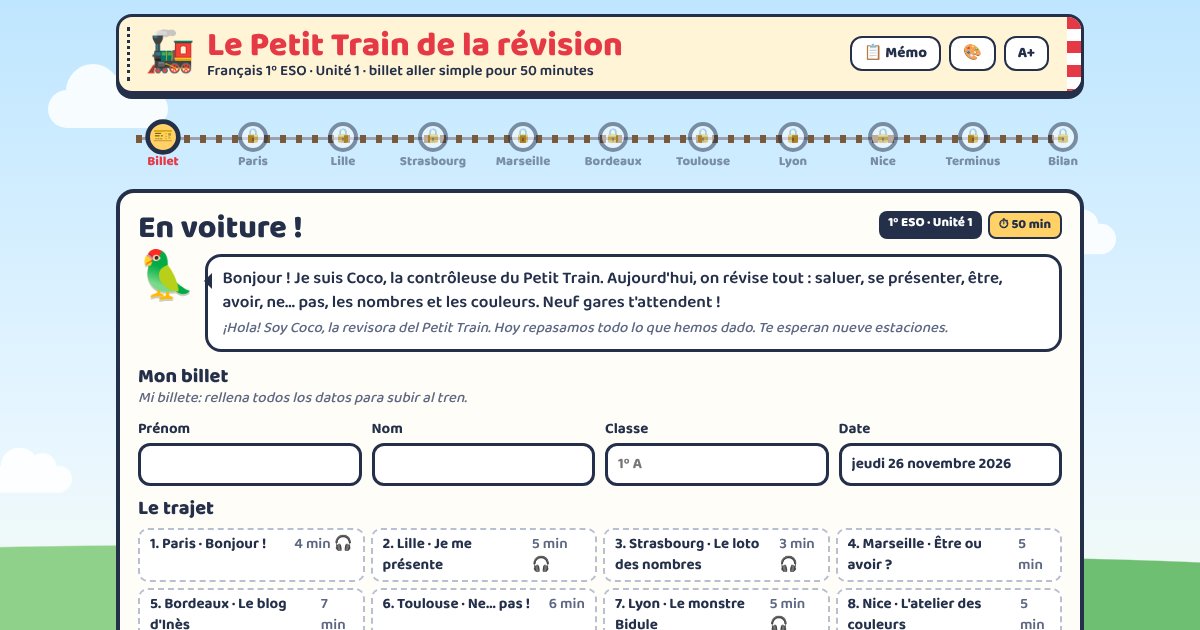 Le Petit Train de la révision
Français 1º ESO · Unité 1 · billet aller simple pour 50 minutes
Mémo
A+
Billet
Paris
Lille
Strasbourg
Marseille
Bordeaux
Toulouse
Lyon
Nice
Terminus
Bilan
En voiture !
1º ESO · Unité 1
50 min
Bonjour ! Je suis Coco, la contrôleuse du Petit Train. Aujourd'hui, on révise tout : saluer, se présenter, être,
avoir, ne... pas, les nombres et les couleurs. Neuf gares t'attendent !
¡Hola! Soy Coco, la revisora del Petit Train. Hoy repasamos todo lo que hemos dado. Te esperan nueve estaciones.
Mon billet
Mi billete: rellena todos los datos para subir al tren.
Prénom
Nom
Classe
Date
1º A
jeudi 26 novembre 2026
Le trajet
1. Paris · Bonjour !
4 min
2. Lille · Je me
présente
5 min
3. Strasbourg · Le loto
des nombres
3 min
4. Marseille · Être ou
avoir ?
5
min
5. Bordeaux · Le blog
d'Inès
7
min
6. Toulouse · Ne... pas !
6 min
7. Lyon · Le monstre
Bidule
5 min
8. Nice · L'atelier des
couleurs
5
min